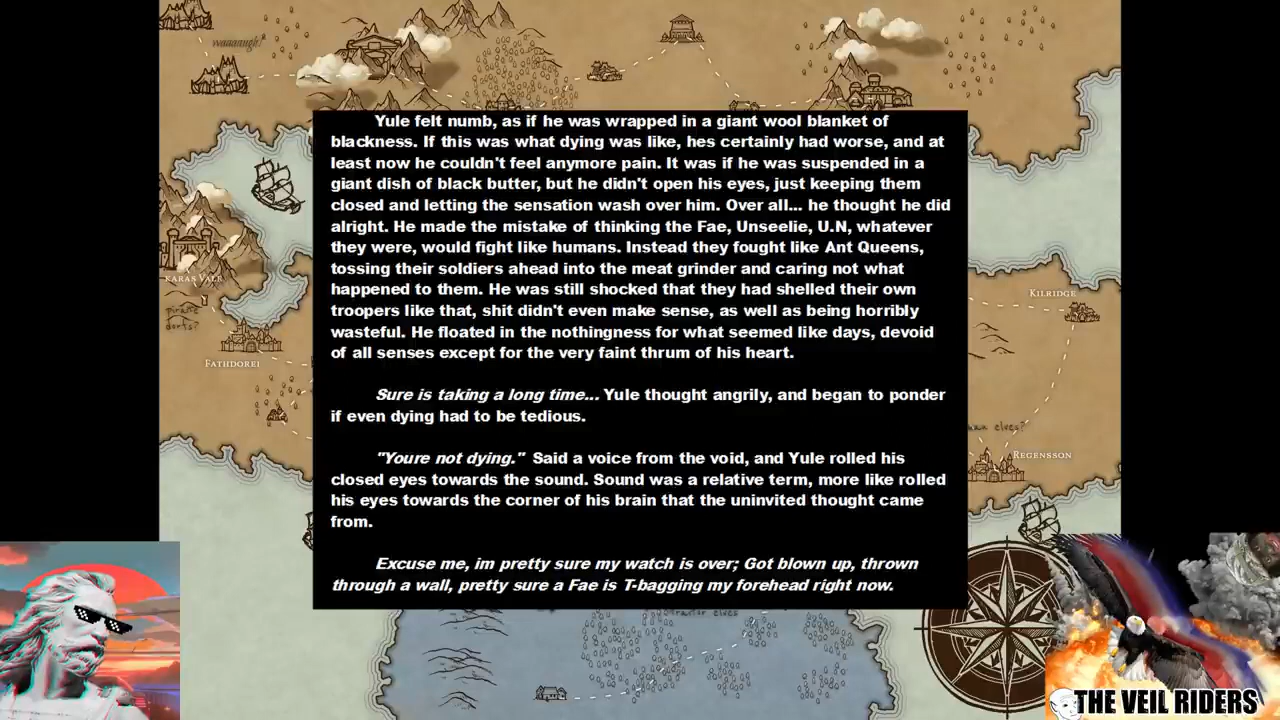 waaaaugh!
Yule felt numb, as if he was wrapped in a giant wool blanket of
blackness. If this was what dying was like, hes certainly had worse, and at
least now he couldn't feel anymore pain. It was if he was suspended in a
giant dish of black butter, but he didn't open his eyes, just keeping them
closed and letting the sensation wash over him. Over all... he thought he did
alright. He made the mistake of thinking the Fae, Unseelie, U.N, whatever
they were, would fight like humans. Instead they fought like Ant Queens,
tossing their soldiers ahead into the meat grinder and caring not what
happened to them. He was still shocked that they had shelled their own
troopers like that, shit didn't even make sense, as well as being horribly
wasteful. He floated in the nothingness for what seemed like days, devoid
of all senses except for the very faint thrum of his heart.
Sure is taking a long time... Yule thought angrily, and began to ponder
if even dying had to be tedious.
"Youre not dying." Said a voice from the void, and Yule rolled his
closed eyes towards the sound. Sound was a relative term, more like rolled
his eyes towards the corner of his brain that the uninvited thought came
from.
Excuse me, im pretty sure my watch is over; Got blown up, thrown
through a wall, pretty sure a Fae is T-bagging my forehead right now.
KARAS VALE
pirate
dorfs?
FATHDOREI
KILRIDGE
elves?
REGENSSON
elves
THE VEIL RIDERS